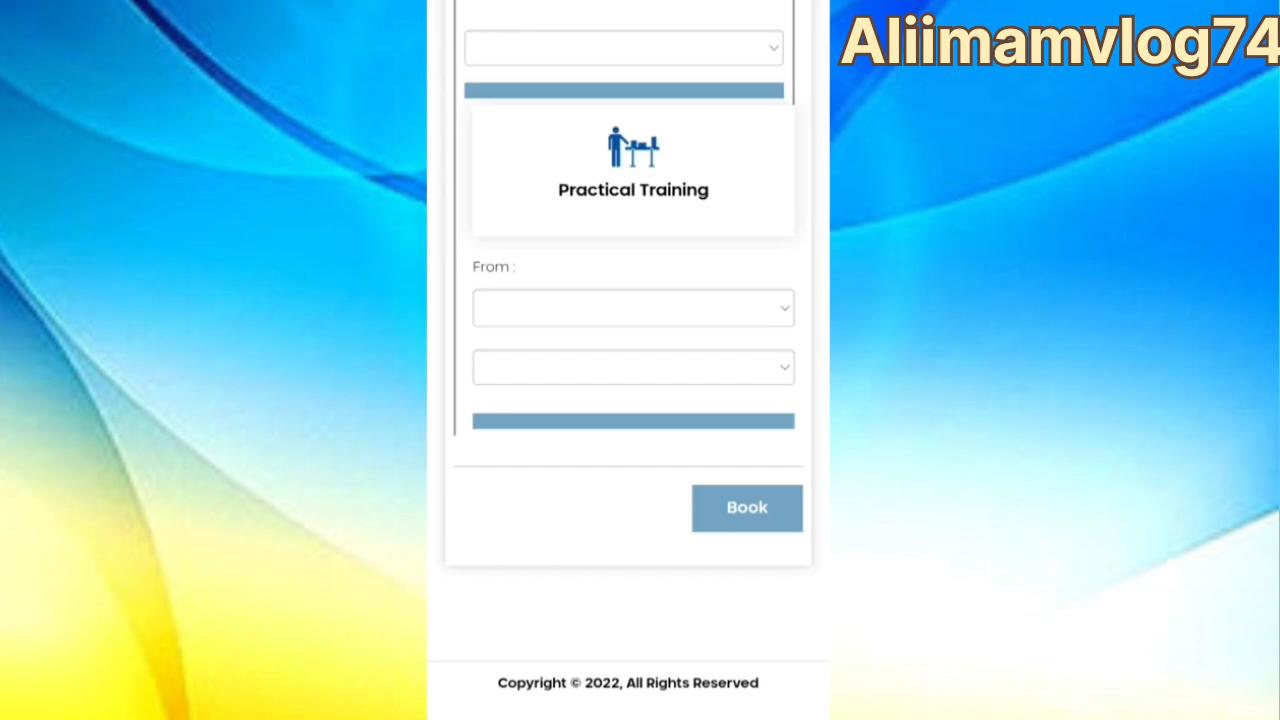 Aliimamvlog74
Practical Training
From :
Book
Copyright © 2022, All Rights Reserved